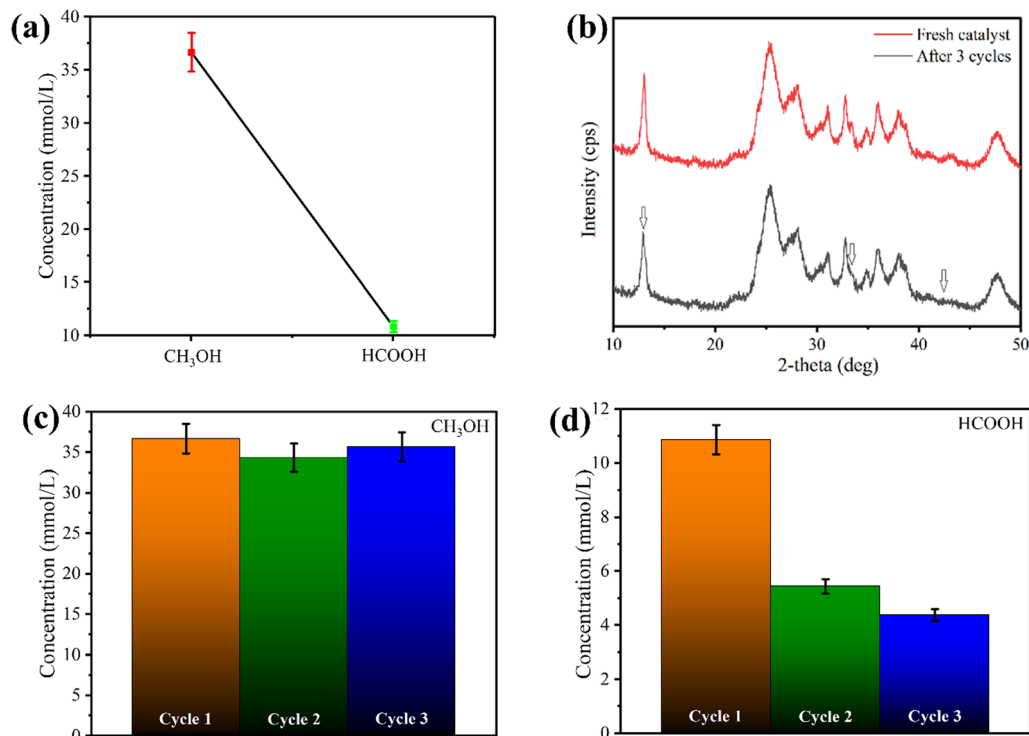 (a)
40
35
30
25
20
15
10
Concentration (mmol/L)
CH₃OH
HCOOH
(b)
Fresh catalyst
After 3 cycles
Intensity (cps)
10
20
30
40
50
2-theta (deg)
(c)
40
35
30
25
20
15
10
35
0
Concentration (mmol/L)
CH₃OH
Cycle 1
Cycle 2
Cycle 3
(d)
12
10
8
6
4
2
0
Concentration (mmol/L)
HCOOH
Cycle 1
Cycle 2
Cycle 3